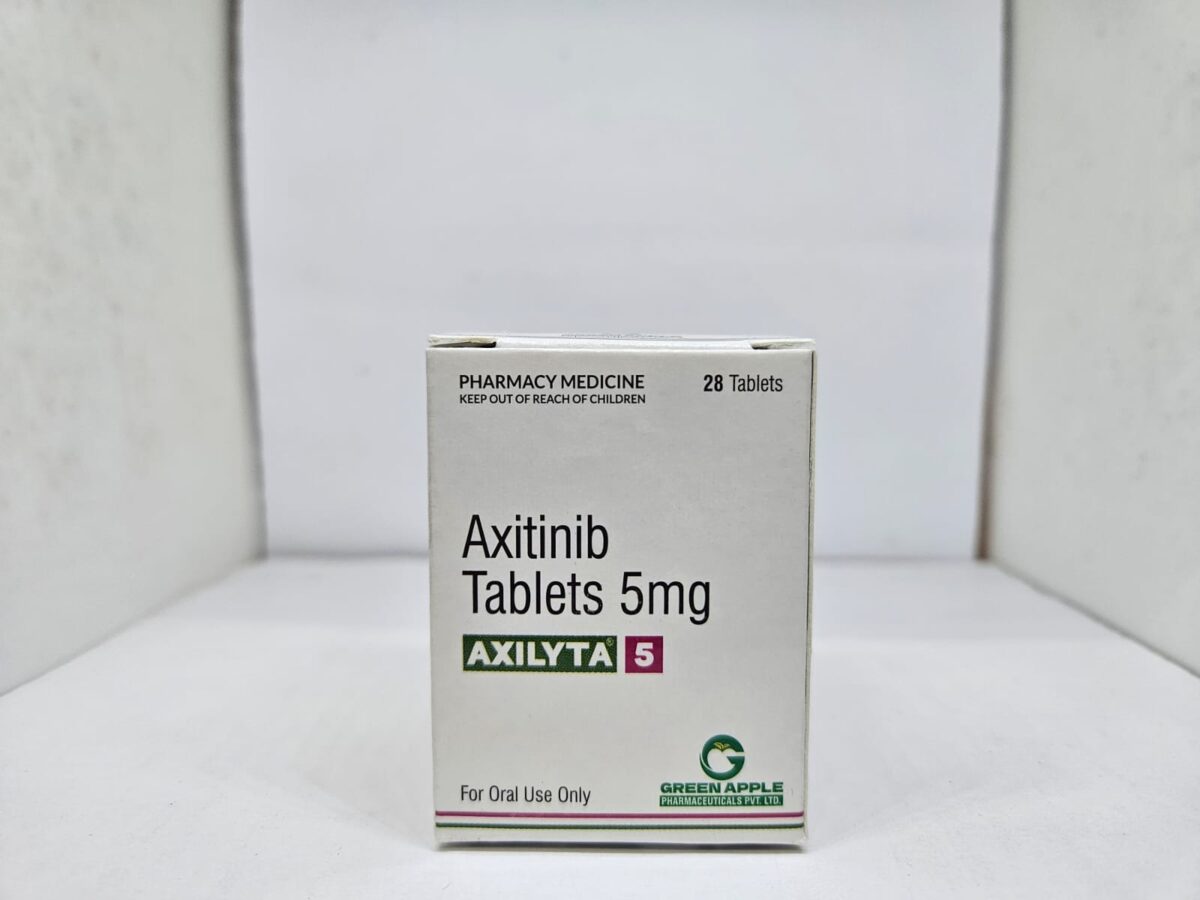 PHARMACY MEDICINE
KEEP OUT OF REACH OF CHILDREN
28 Tablets
Axitinib
Tablets 5mg
AXILYTA® 5
For Oral Use Only
GREEN APPLE
PHARMACEUTICALS PVT. LTD.